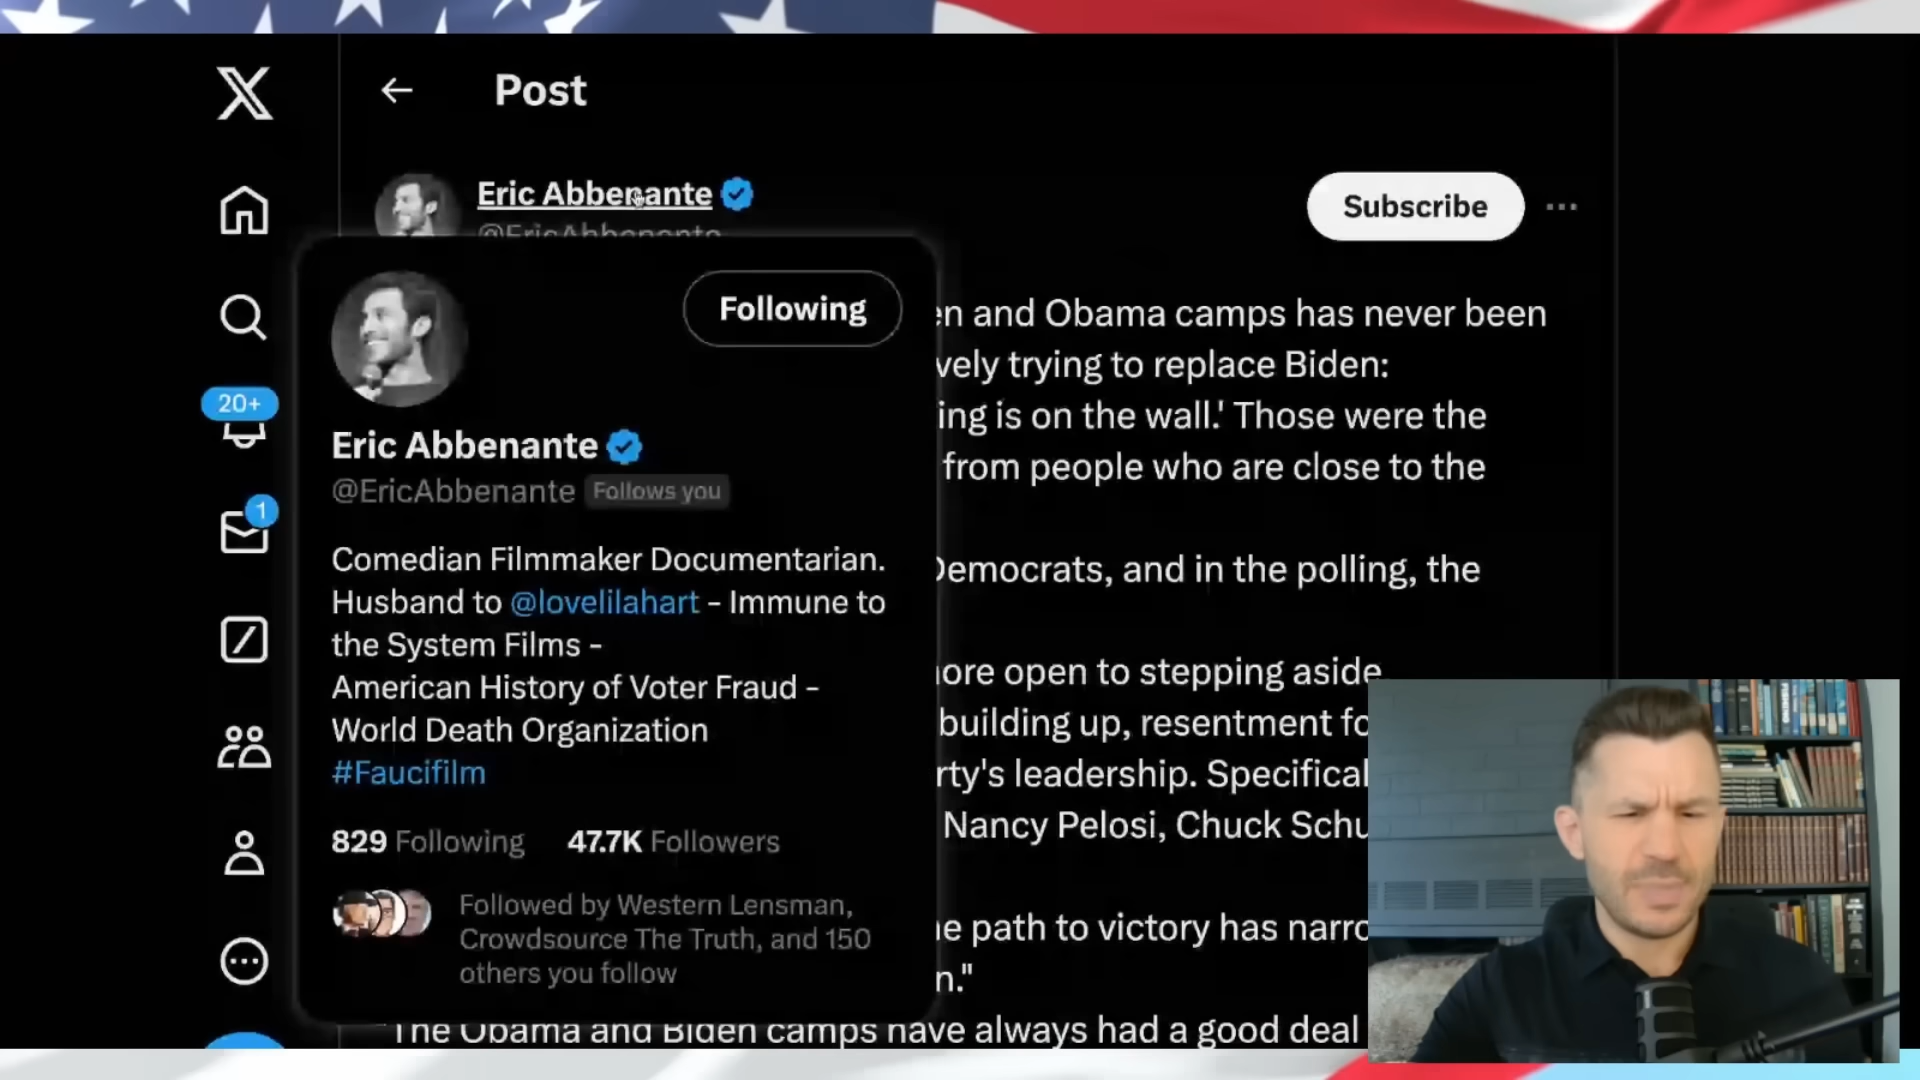 Post
Eric Abbenante
@EricAbbenante
Subscribe
Following
Eric Abbenante
@EricAbbenante Follows you
Comedian Filmmaker Documentarian.
Husband to @lovelilahart - Immune to
the System Films -
American History of Voter Fraud -
World Death Organization
#Faucifilm
829 Following 47.7K Followers
Followed by Western Lensman,
Crowdsource The Truth, and 150
others you follow
20+
1
en and Obama camps has never been
vely trying to replace Biden:
ing is on the wall.' Those were the
from people who are close to the
Democrats, and in the polling, the
ore open to stepping aside.
building up, resentment fo
rty's leadership. Specifical
Nancy Pelosi, Chuck Schu
e path to victory has narro
n."
"The Obama and Biden camps have always had a good deal